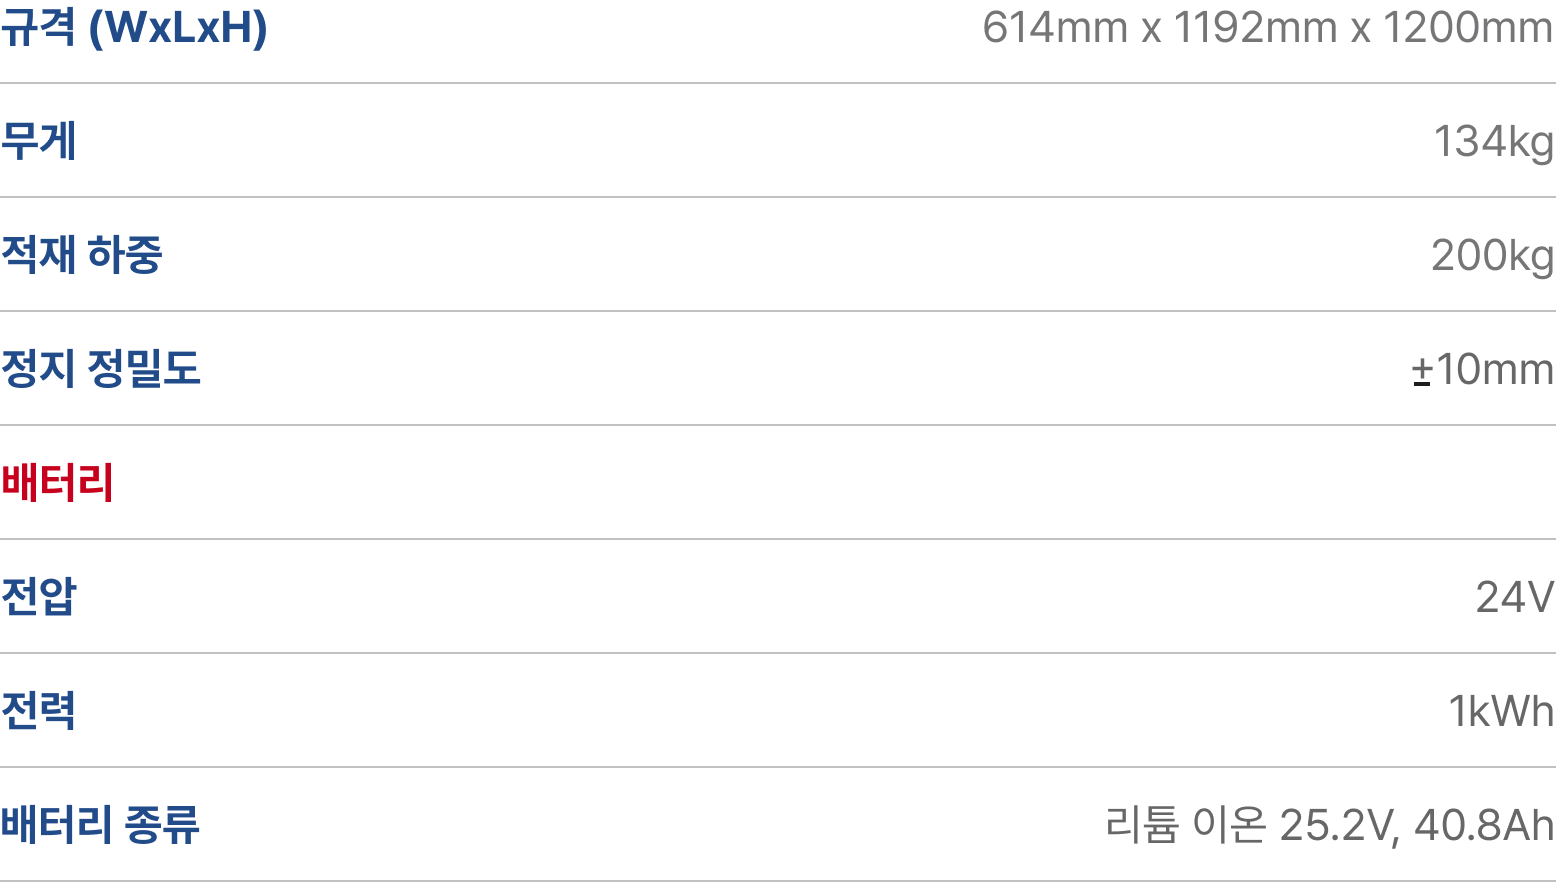 규격 (WxLxH) 614mm x 1192mm x 1200mm
무게 134kg
적재 하중 200kg
정지 정밀도 ±10mm
배터리
전압 24V
전력 1kWh
배터리 종류 리튬 이온 25.2V, 40.8Ah